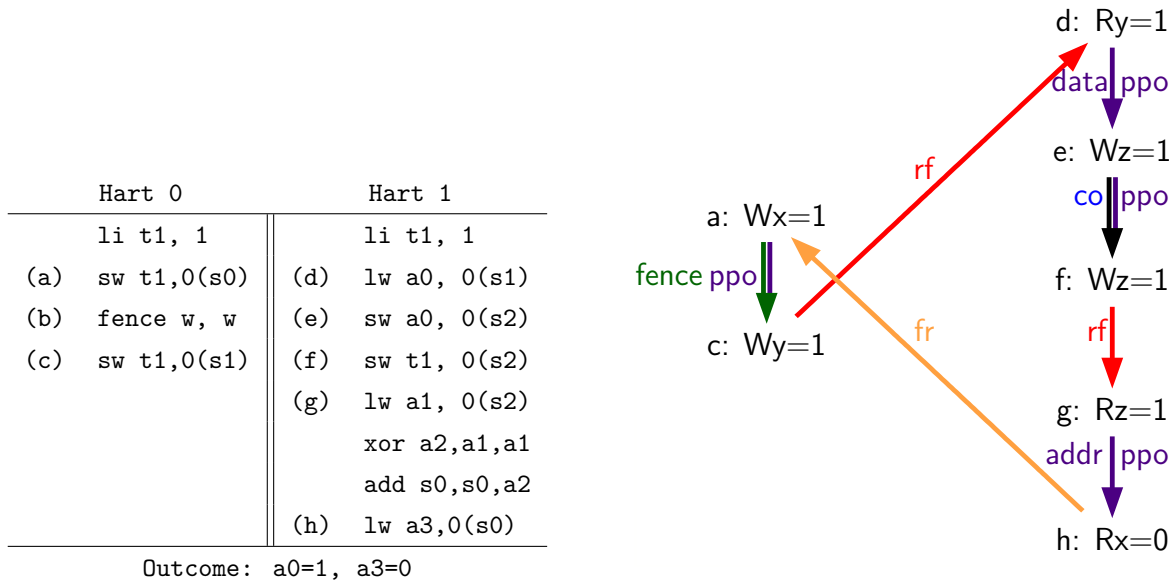 Hart 0 Hart 1
li t1, 1 li t1, 1
(a) sw t1,0(s0) (d) lw a0, 0(s1)
(b) fence w, w (e) sw a0, 0(s2)
(c) sw t1,0(s1) (f) sw t1, 0(s2)
(g) lw a1, 0(s2)
xor a2,a1,a1
add s0,s0,a2
(h) lw a3,0(s0)
Outcome: a0=1, a3=0
d: Ry=1
data ppo
rf
e: Wz=1
co ppo
a: Wx=1
fence ppo
f: Wz=1
fr
rf
c: Wy=1
g: Rz=1
addr ppo
h: Rx=0